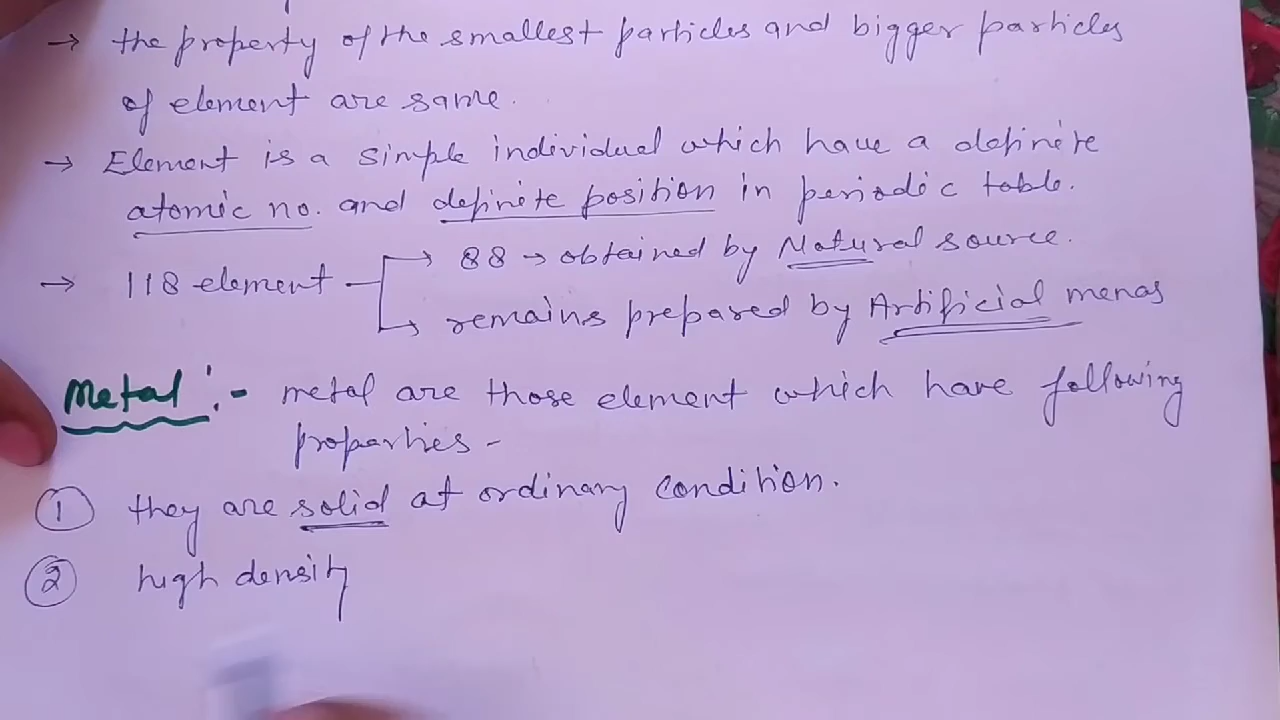 → the property of the smallest particles and bigger particles
of element are same.
→ Element is a simple individual which have a definite
atomic no. and definite position in periodic table.
→ 118 element → 88 → obtained by Natural source.
→ remains prepared by Artificial menas
Metal :- metal are those element which have following
properties -
① they are solid at ordinary condition.
② high density